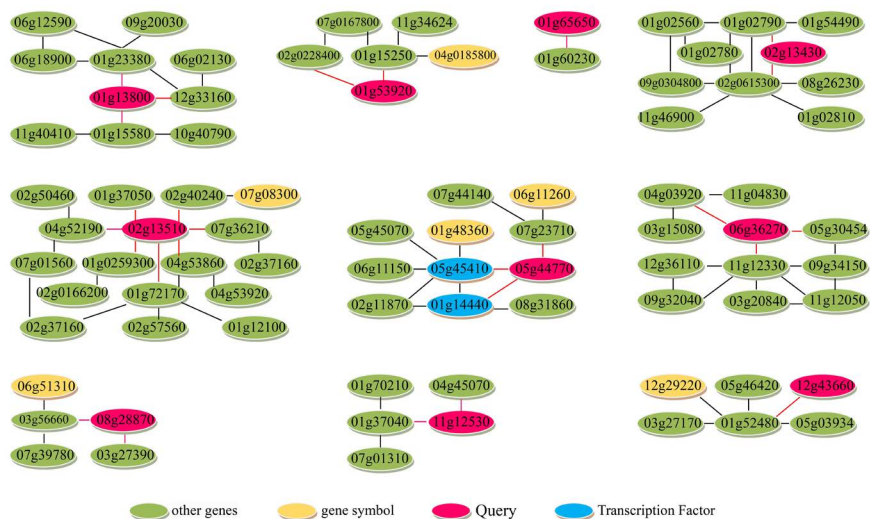 06g12590
09g20030
06g18900
01g23380
06g02130
01g13800
12g33160
11g40410
01g15580
10g40790
07g0167800
11g34624
02g0228400
01g15250
04g0185800
01g53920
01g65650
01g60230
01g02560
01g02790
01g54490
01g02780
02g13430
09g0304800
02g0615300
08g26230
11g46900
01g02810
02g50460
01g37050
02g40240
07g08300
04g52190
02g13510
07g36210
07g01560
01g0259300
04g53860
02g37160
02g0166200
01g72170
04g53920
02g37160
02g57560
01g12100
07g44140
06g11260
05g45070
01g48360
07g23710
06g11150
05g45410
05g44770
02g11870
01g14440
08g31860
04g03920
11g04830
03g15080
06g36270
05g30454
12g36110
11g12330
09g34150
09g32040
03g20840
11g12050
06g51310
03g56660
08g28870
07g39780
03g27390
01g70210
04g45070
01g37040
11g12530
07g01310
12g29220
05g46420
12g43660
03g27170
01g52480
05g03934
other genes
gene symbol
Query
Transcription Factor